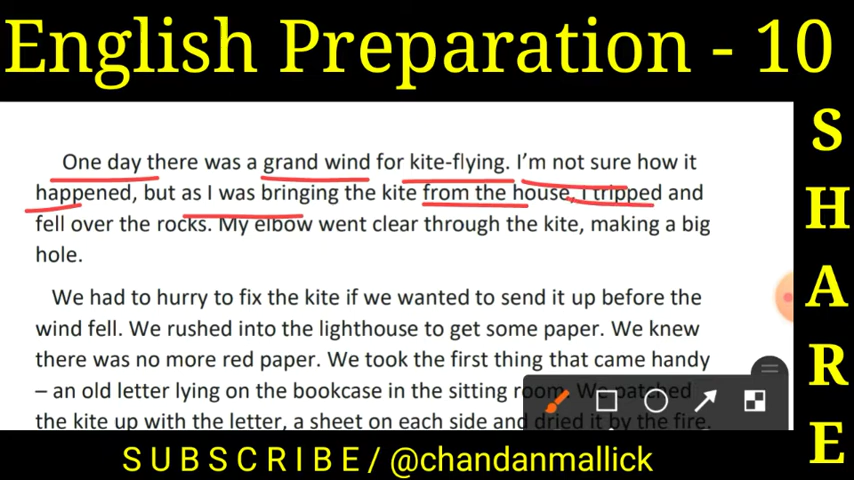 English Preparation - 10
One day there was a grand wind for kite-flying. I'm not sure how it
happened, but as I was bringing the kite from the house, I tripped and
fell over the rocks. My elbow went clear through the kite, making a big
hole.
We had to hurry to fix the kite if we wanted to send it up before the
wind fell. We rushed into the lighthouse to get some paper. We knew
there was no more red paper. We took the first thing that came handy
– an old letter lying on the bookcase in the sitting room. We patched
the kite up with the letter, a sheet on each side and dried it by the fire.
SHARE
SUBSCRIBE/ @chandanmallick